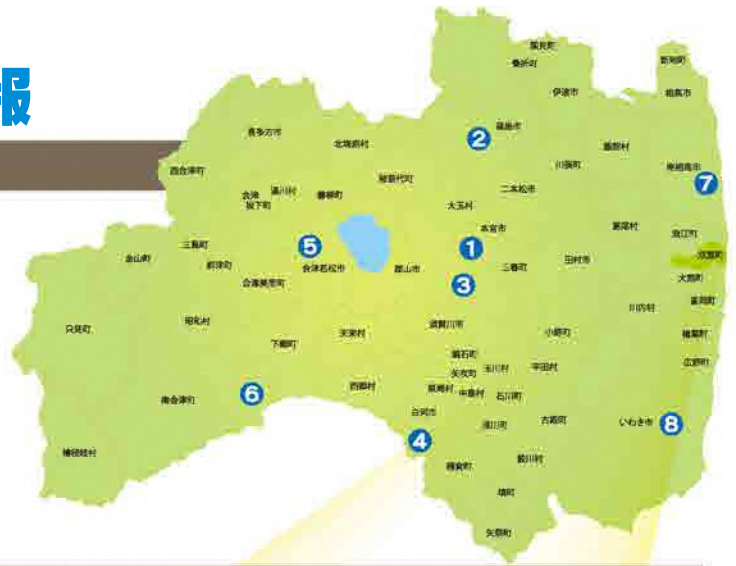 報
国見町
桑折町
新地町
伊達市
相馬市
②
福島市
喜多方市
北塩原村
飯舘村
川俣町
南相馬市
西会津町
猪苗代町
⑦
二本松市
会津
坂下町
湯川村
磐梯町
大玉村
本宮市
葛尾村
浪江町
三島町
⑤
①
金山町
柳津町
会津若松市
郡山市
三春町
田村市
双葉町
大熊町
会津美里町
③
富岡町
川内村
昭和村
只見町
須賀川市
小野町
楢葉町
天栄村
下郷町
鏡石町
玉川村
平田村
広野町
矢吹町
西郷村
泉崎村
中島村
石川町
⑥
南会津町
白河市
浅川町
古殿町
いわき市
⑧
④
檜枝岐村
棚倉町
鮫川村
塙町
矢祭町